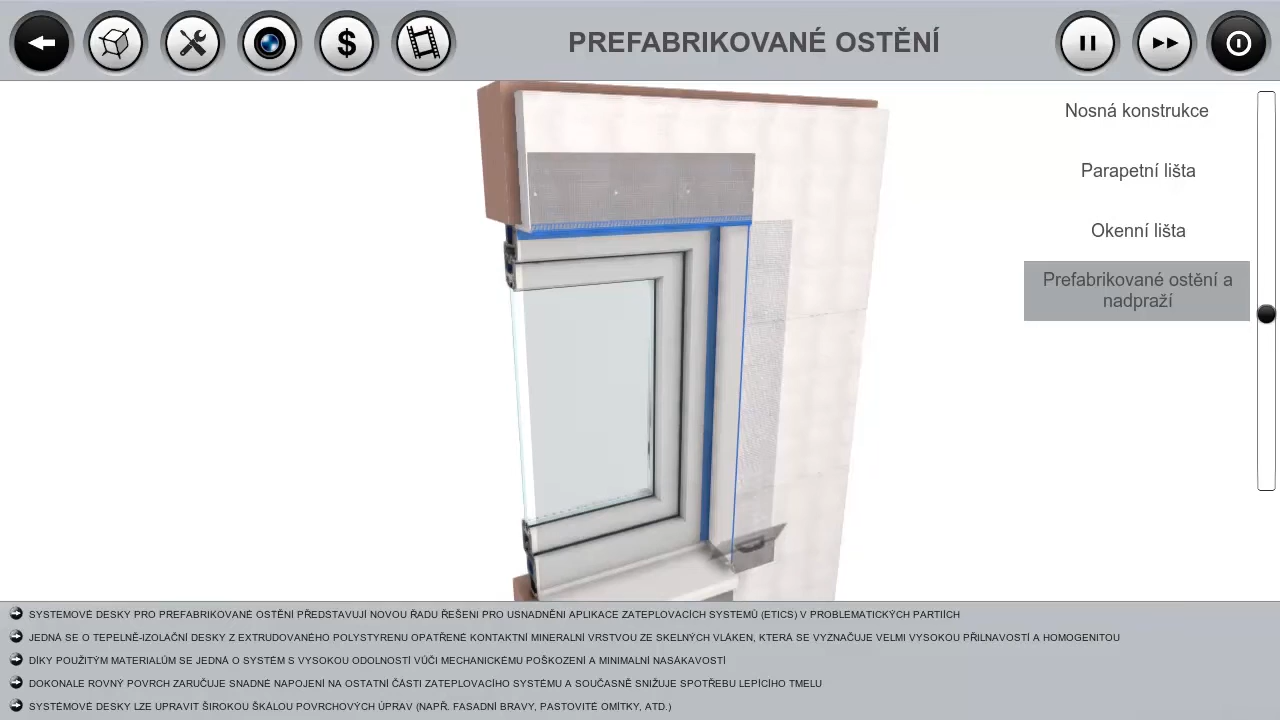 PREFABRIKOVANÉ OSTĚNÍ
Nosná konstrukce
Parapetní lišta
Okenní lišta
Prefabrikované ostění a
nadpraží
SYSTÉMOVÉ DESKY PRO PREFABRIKOVANÉ OSTĚNÍ PŘEDSTAVUJÍ NOVOU ŘADU ŘEŠENÍ PRO USNADNĚNÍ APLIKACE ZATEPLOVACÍCH SYSTÉMŮ (ETICS) V PROBLEMATICKÝCH PARTIÍCH
JEDNÁ SE O TEPELNĚ-IZOLAČNÍ DESKY Z EXTRUDOVANÉHO POLYSTYRENU OPATŘENÉ KONTAKTNÍ MINERALNÍ VRSTVOU ZE SKELNÝCH VLÁKEN, KTERÁ SE VYZNAČUJE VELMI VYSOKOU PŘILNAVOSTÍ A HOMOGENITOU
DÍKY POUŽITÝM MATERIALŮM SE JEDNÁ O SYSTÉM S VYSOKOU ODOLNOSTÍ VŮČI MECHANICKÉMU POŠKOZENÍ A MINIMALNÍ NASÁKAVOSTÍ
DOKONALE ROVNÝ POVRCH ZARUČUJE SNADNÉ NAPOJENÍ NA OSTATNÍ ČÁSTI ZATEPLOVACÍHO SYSTÉMU A SOUČASNĚ SNIŽUJE SPOTŘEBU LEPÍCÍHO TMELU
SYSTÉMOVÉ DESKY LZE UPRAVIT ŠIROKOU ŠKÁLOU POVRCHOVÝCH ÚPRAV (NAPŘ. FASADNÍ BRAVY, PASTOVITÉ OMÍTKY, ATD.)